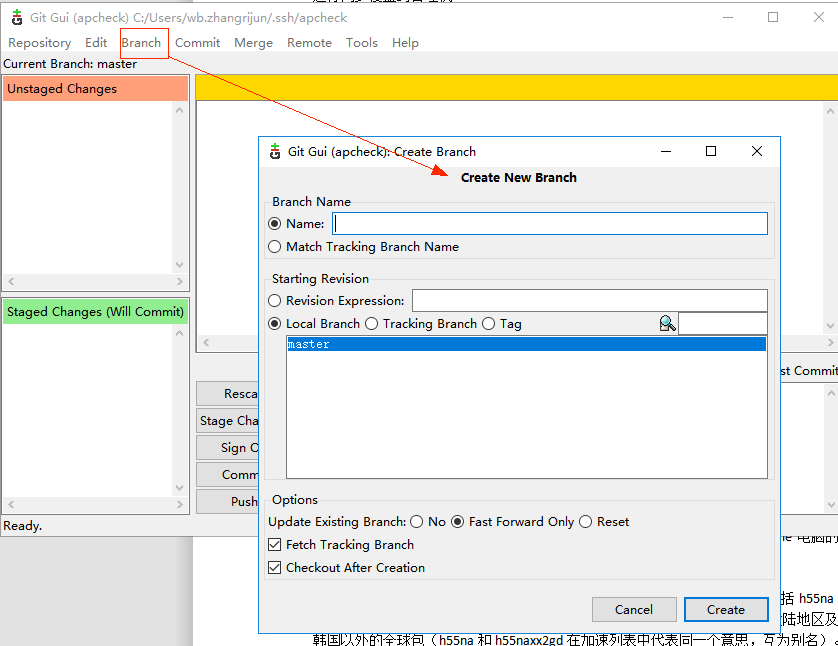 Git Gui (apcheck) C:/Users/wb.zhangrijun/.ssh/apcheck
Repository Edit Branch Commit Merge Remote Tools Help
Current Branch: master
Unstaged Changes
Staged Changes (Will Commit)
Ready.
st Commit
Resca
Stage Cha
Sign O
Comm
Push
Git Gui (apcheck): Create Branch
Create New Branch
Branch Name
Name:
Match Tracking Branch Name
Starting Revision
Revision Expression:
Local Branch Tracking Branch Tag
master
Options
Update Existing Branch: No Fast Forward Only Reset
Fetch Tracking Branch
Checkout After Creation
Cancel Create
电脑的
括 h55na
陆地区及
韩国以外的全球包（h55na 和 h55naxx2gd 在加速列表中代表同一个意思，互为别名）。